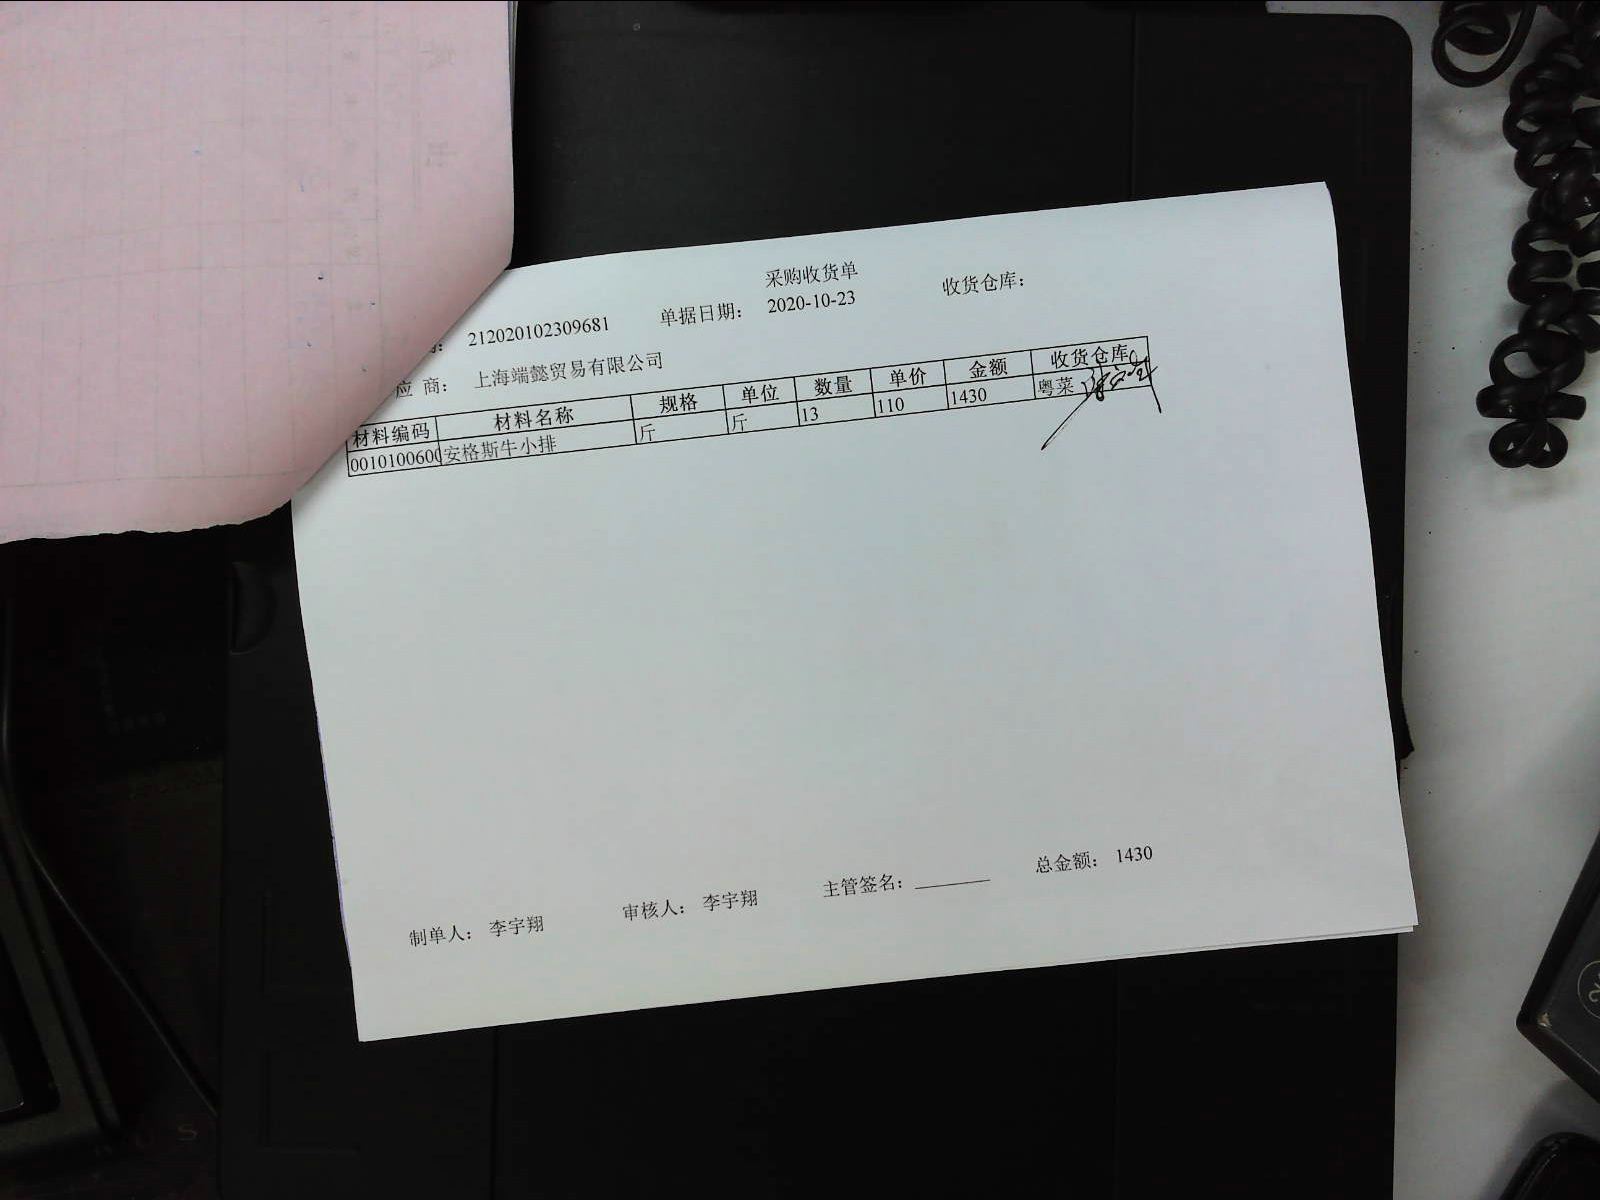 采购收货单
212020102309681 单据日期: 2020-10-23 收货仓库:
应 商: 上海端懿贸易有限公司
材料编码 材料名称 规格 单位 数量 单价 金额 收货仓库
0010100600 安格斯牛小排 斤 斤 13 110 1430 粤菜
制单人: 李宇翔 审核人: 李宇翔 主管签名: 总金额: 1430